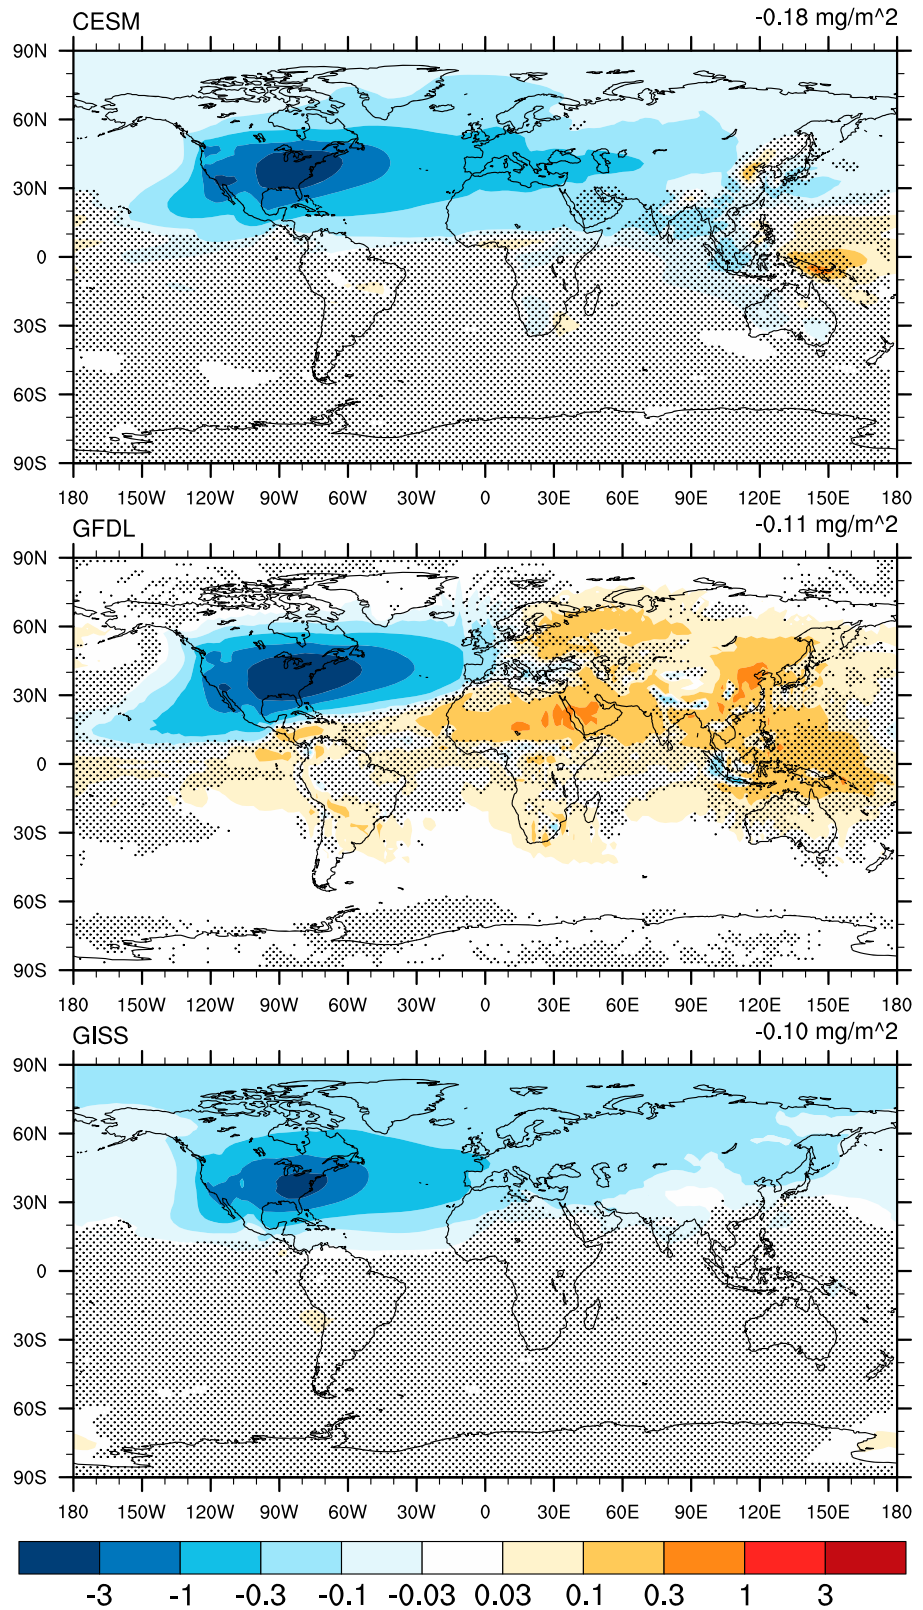 CESM -0.18 mg/m^2
90N
60N
30N
0
30S
60S
90S
180 150W 120W 90W 60W 30W 0 30E 60E 90E 120E 150E 180
GFDL -0.11 mg/m^2
90N
60N
30N
0
30S
60S
90S
180 150W 120W 90W 60W 30W 0 30E 60E 90E 120E 150E 180
GISS -0.10 mg/m^2
90N
60N
30N
0
30S
60S
90S
180 150W 120W 90W 60W 30W 0 30E 60E 90E 120E 150E 180
-3 -1 -0.3 -0.1 -0.03 0.03 0.1 0.3 1 3